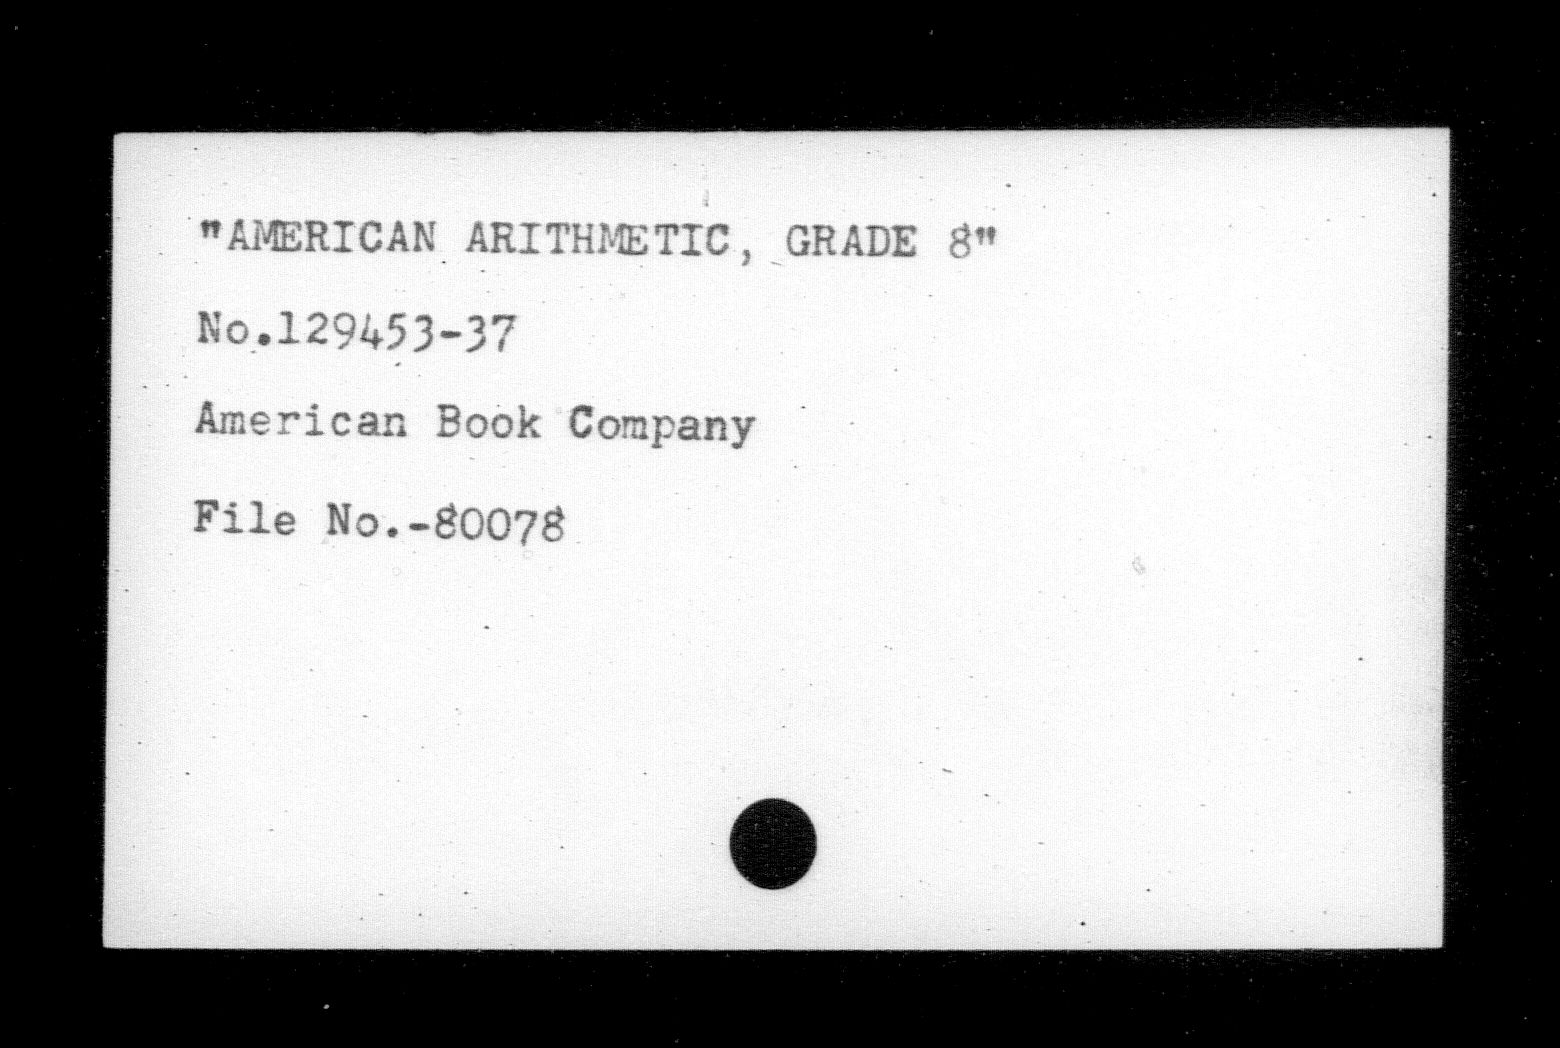 "AMERICAN ARITHMETIC, GRADE 8"
No.129453-37
American Book Company
File No.-80078